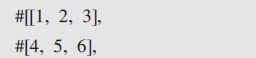 #[[1, 2, 3],
#[4, 5, 6],